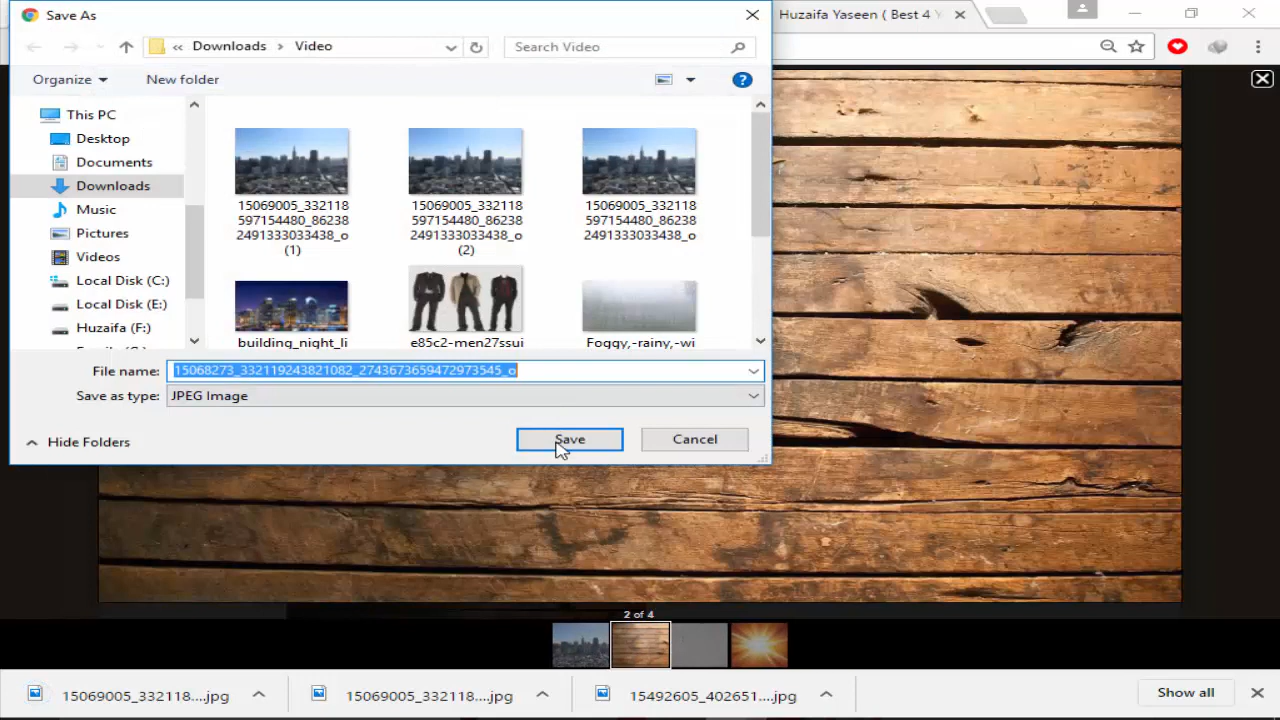 Save As
Huzaifa Yaseen ( Best 4 Y
« Downloads › Video
Search Video
Organize
New folder
This PC
Desktop
Documents
Downloads
Music
Pictures
Videos
Local Disk (C:)
Local Disk (E:)
Huzaifa (F:)
15069005_332118
597154480_86238
2491333033438_o
(1)
15069005_332118
597154480_86238
2491333033438_o
(2)
15069005_332118
597154480_86238
2491333033438_o
building_night_li
e85c2-men27ssui
Foggy,-rainy,-wi
File name: 15068273_332119243821082_2743673659472973545_o
Save as type: JPEG Image
Hide Folders
Save
Cancel
2 of 4
15069005_332118....jpg
15069005_332118....jpg
15492605_402651....jpg
Show all